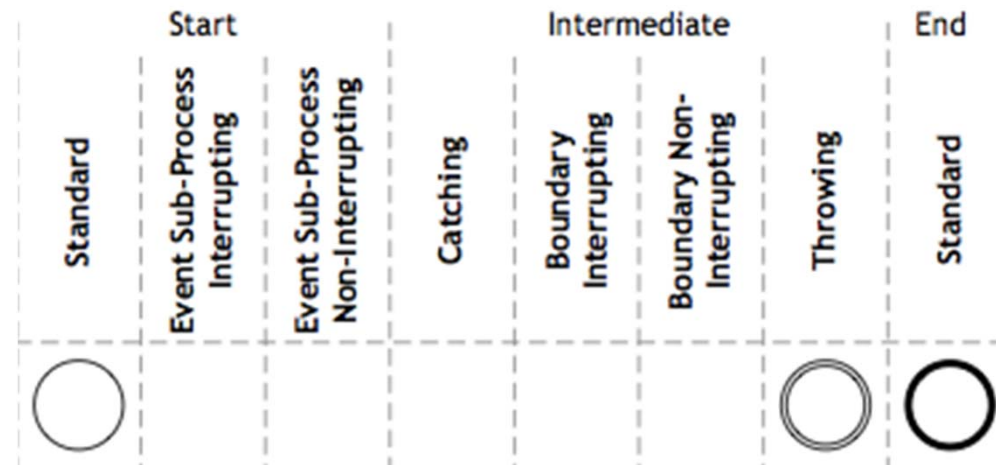 Start
Intermediate
End
Standard
Event Sub-Process
Interrupting
Event Sub-Process
Non-Interrupting
Catching
Boundary
Interrupting
Boundary Non-
Interrupting
Throwing
Standard